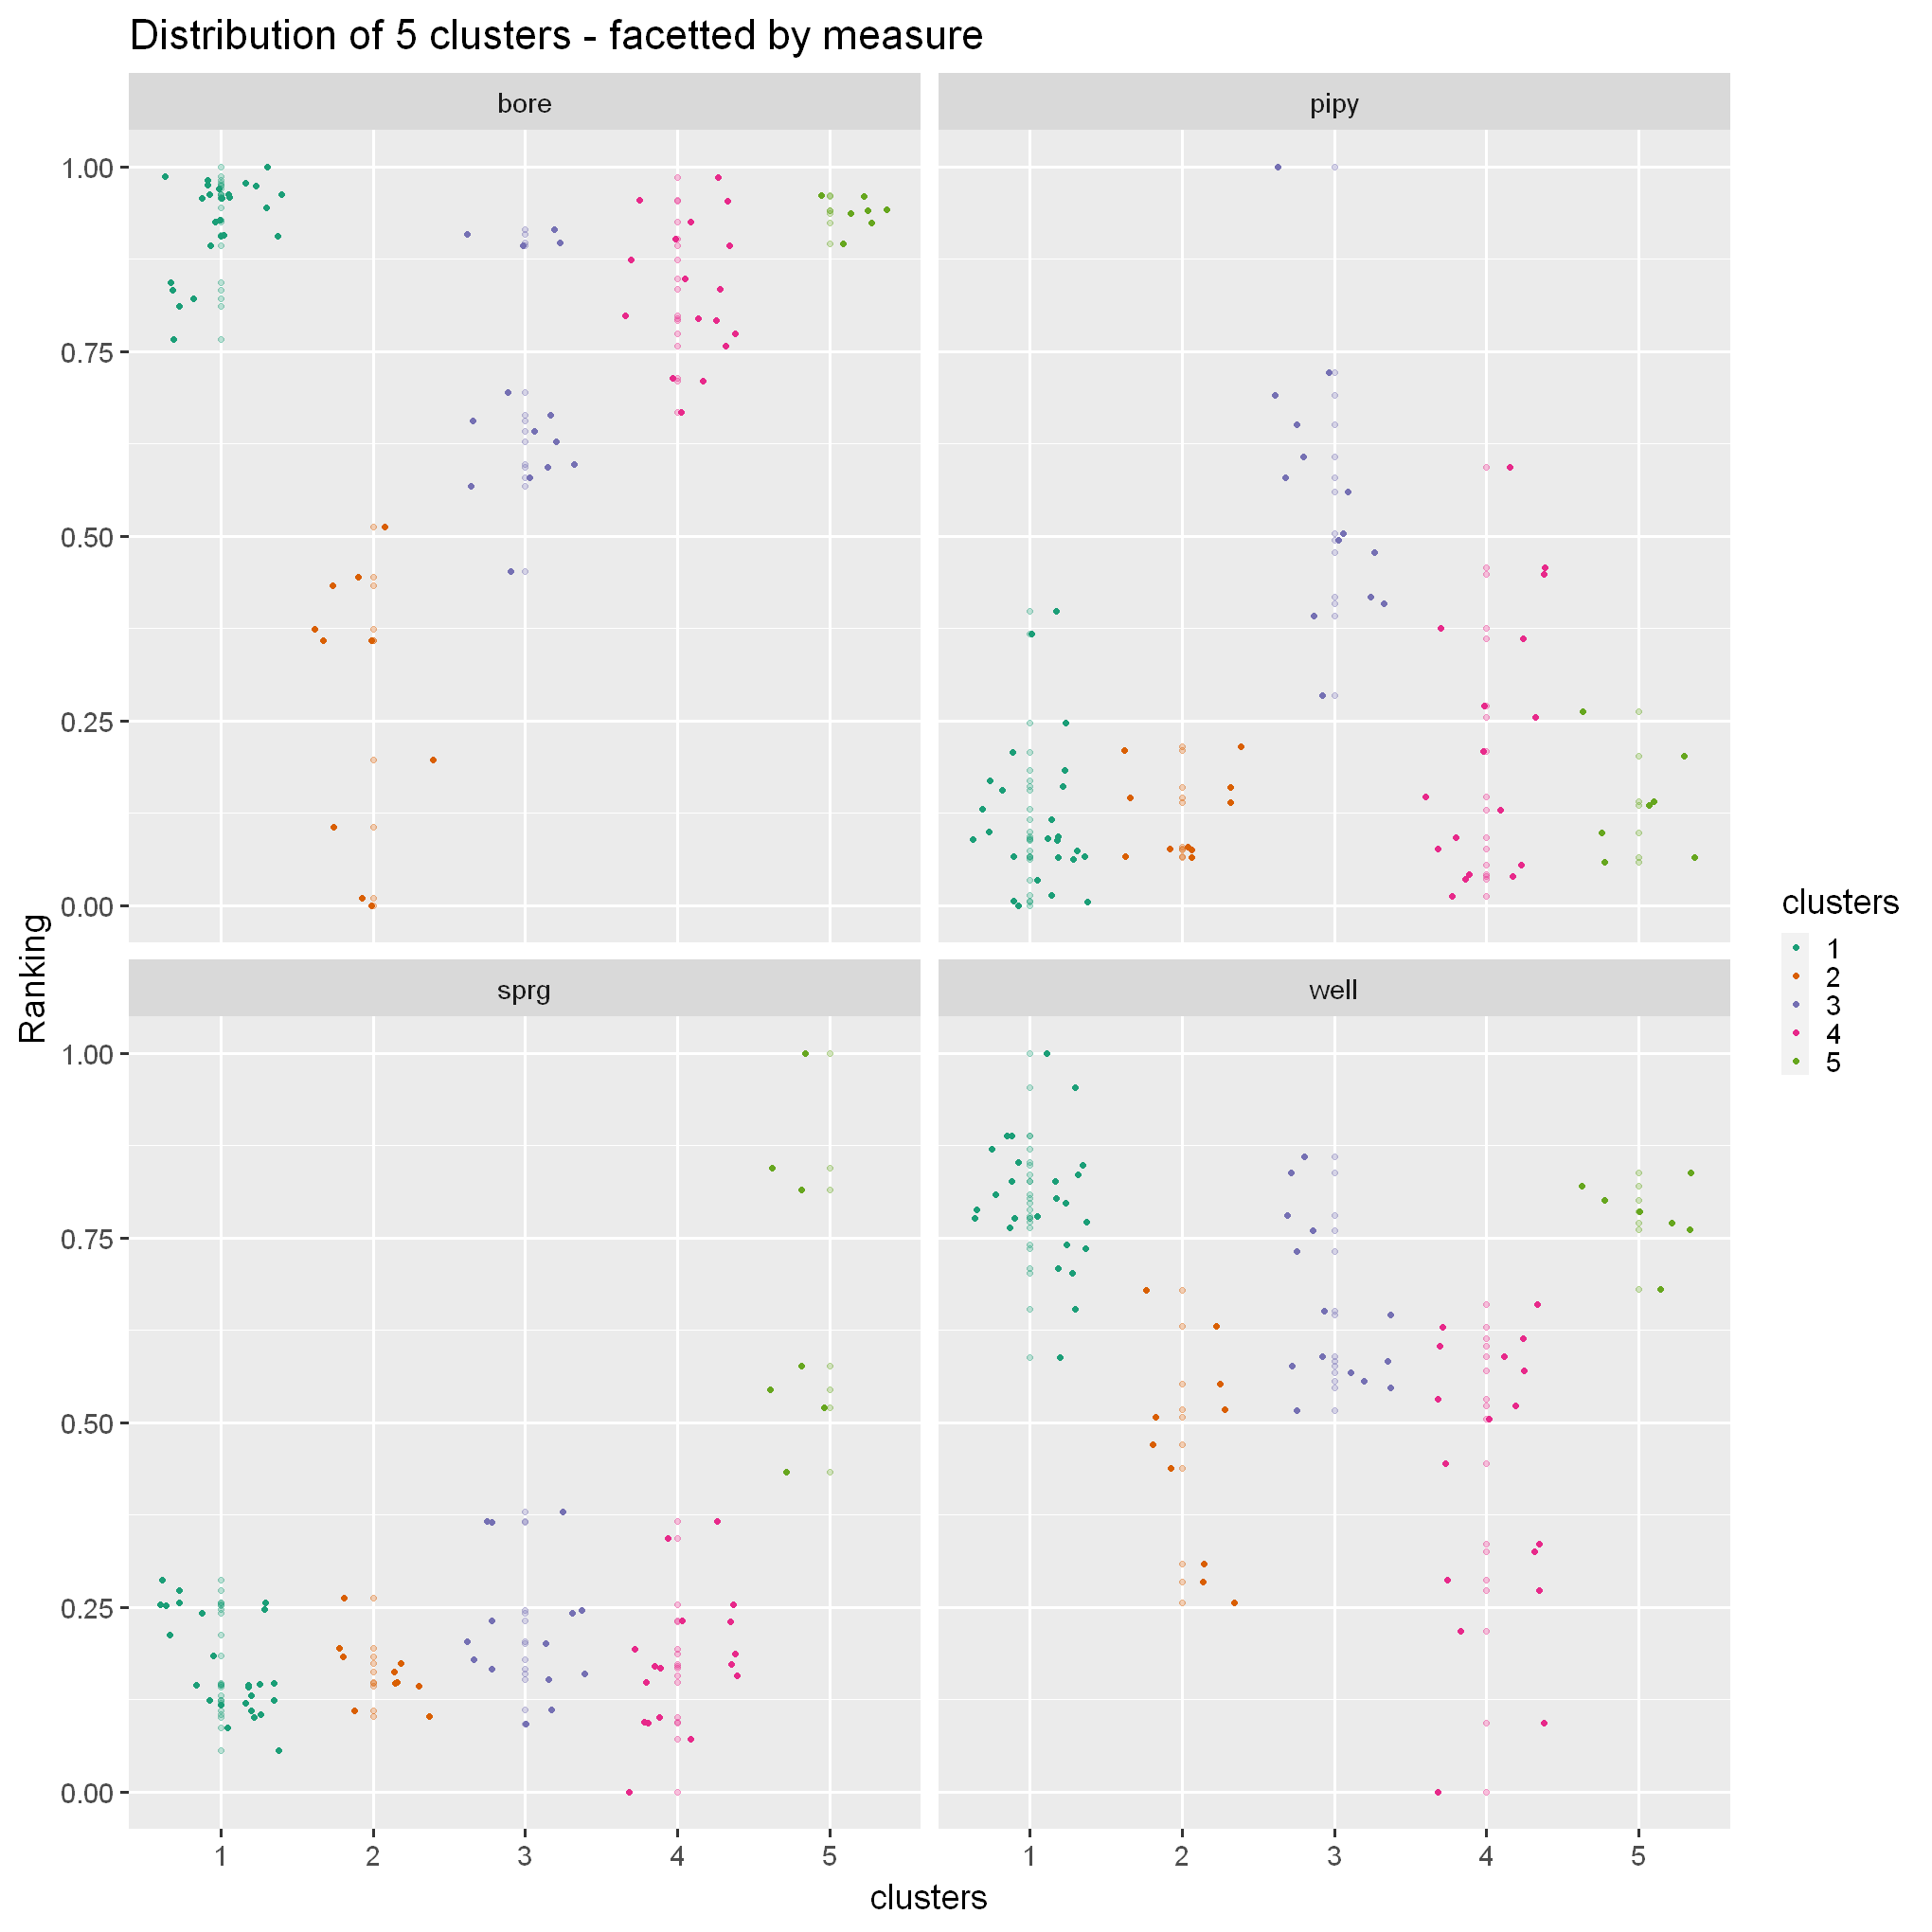 Distribution of 5 clusters - facetted by measure
bore
pipy
1.00
0.75
0.50
0.25
0.00
sprg
well
1.00
0.75
0.50
0.25
0.00
1 2 3 4 5
1 2 3 4 5
clusters
Ranking
clusters
1
2
3
4
5